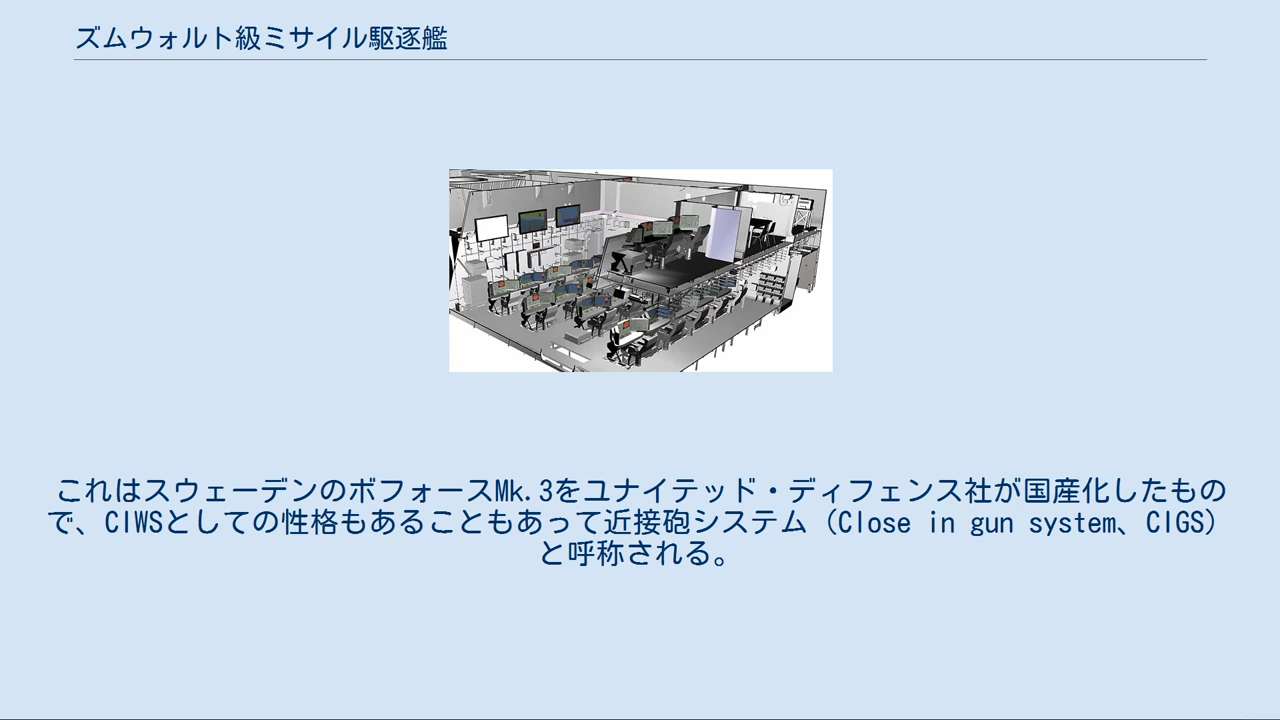 ズムウォルト級ミサイル駆逐艦
これはスウェーデンのボフォースMk.3をユナイテッド・ディフェンス社が国産化したもの
で、CIWSとしての性格もあることもあって近接砲システム（Close in gun system、CIGS）
と呼称される。